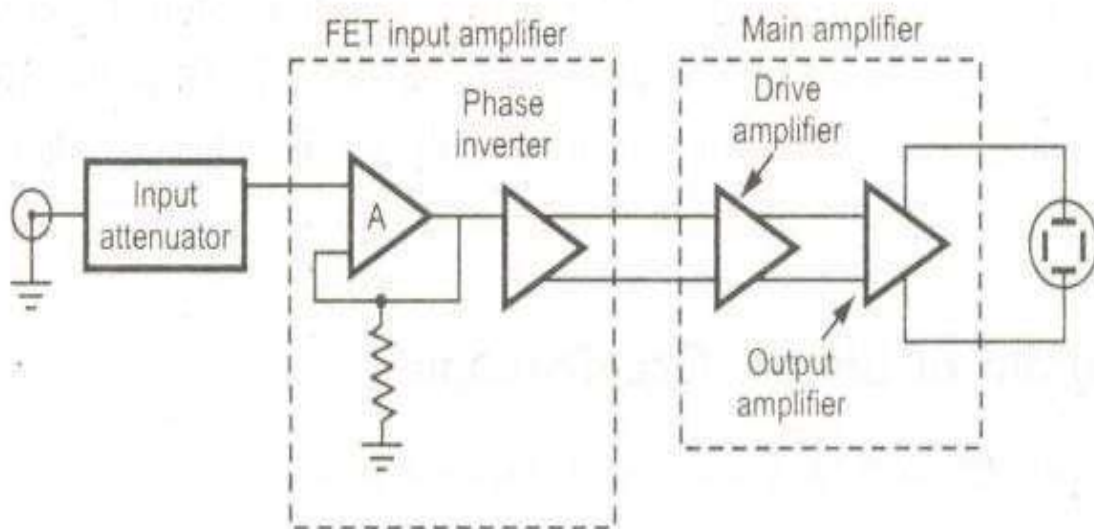 FET input amplifier
Main amplifier
Phase
inverter
Drive
amplifier
Input
attenuator
A
Output
amplifier